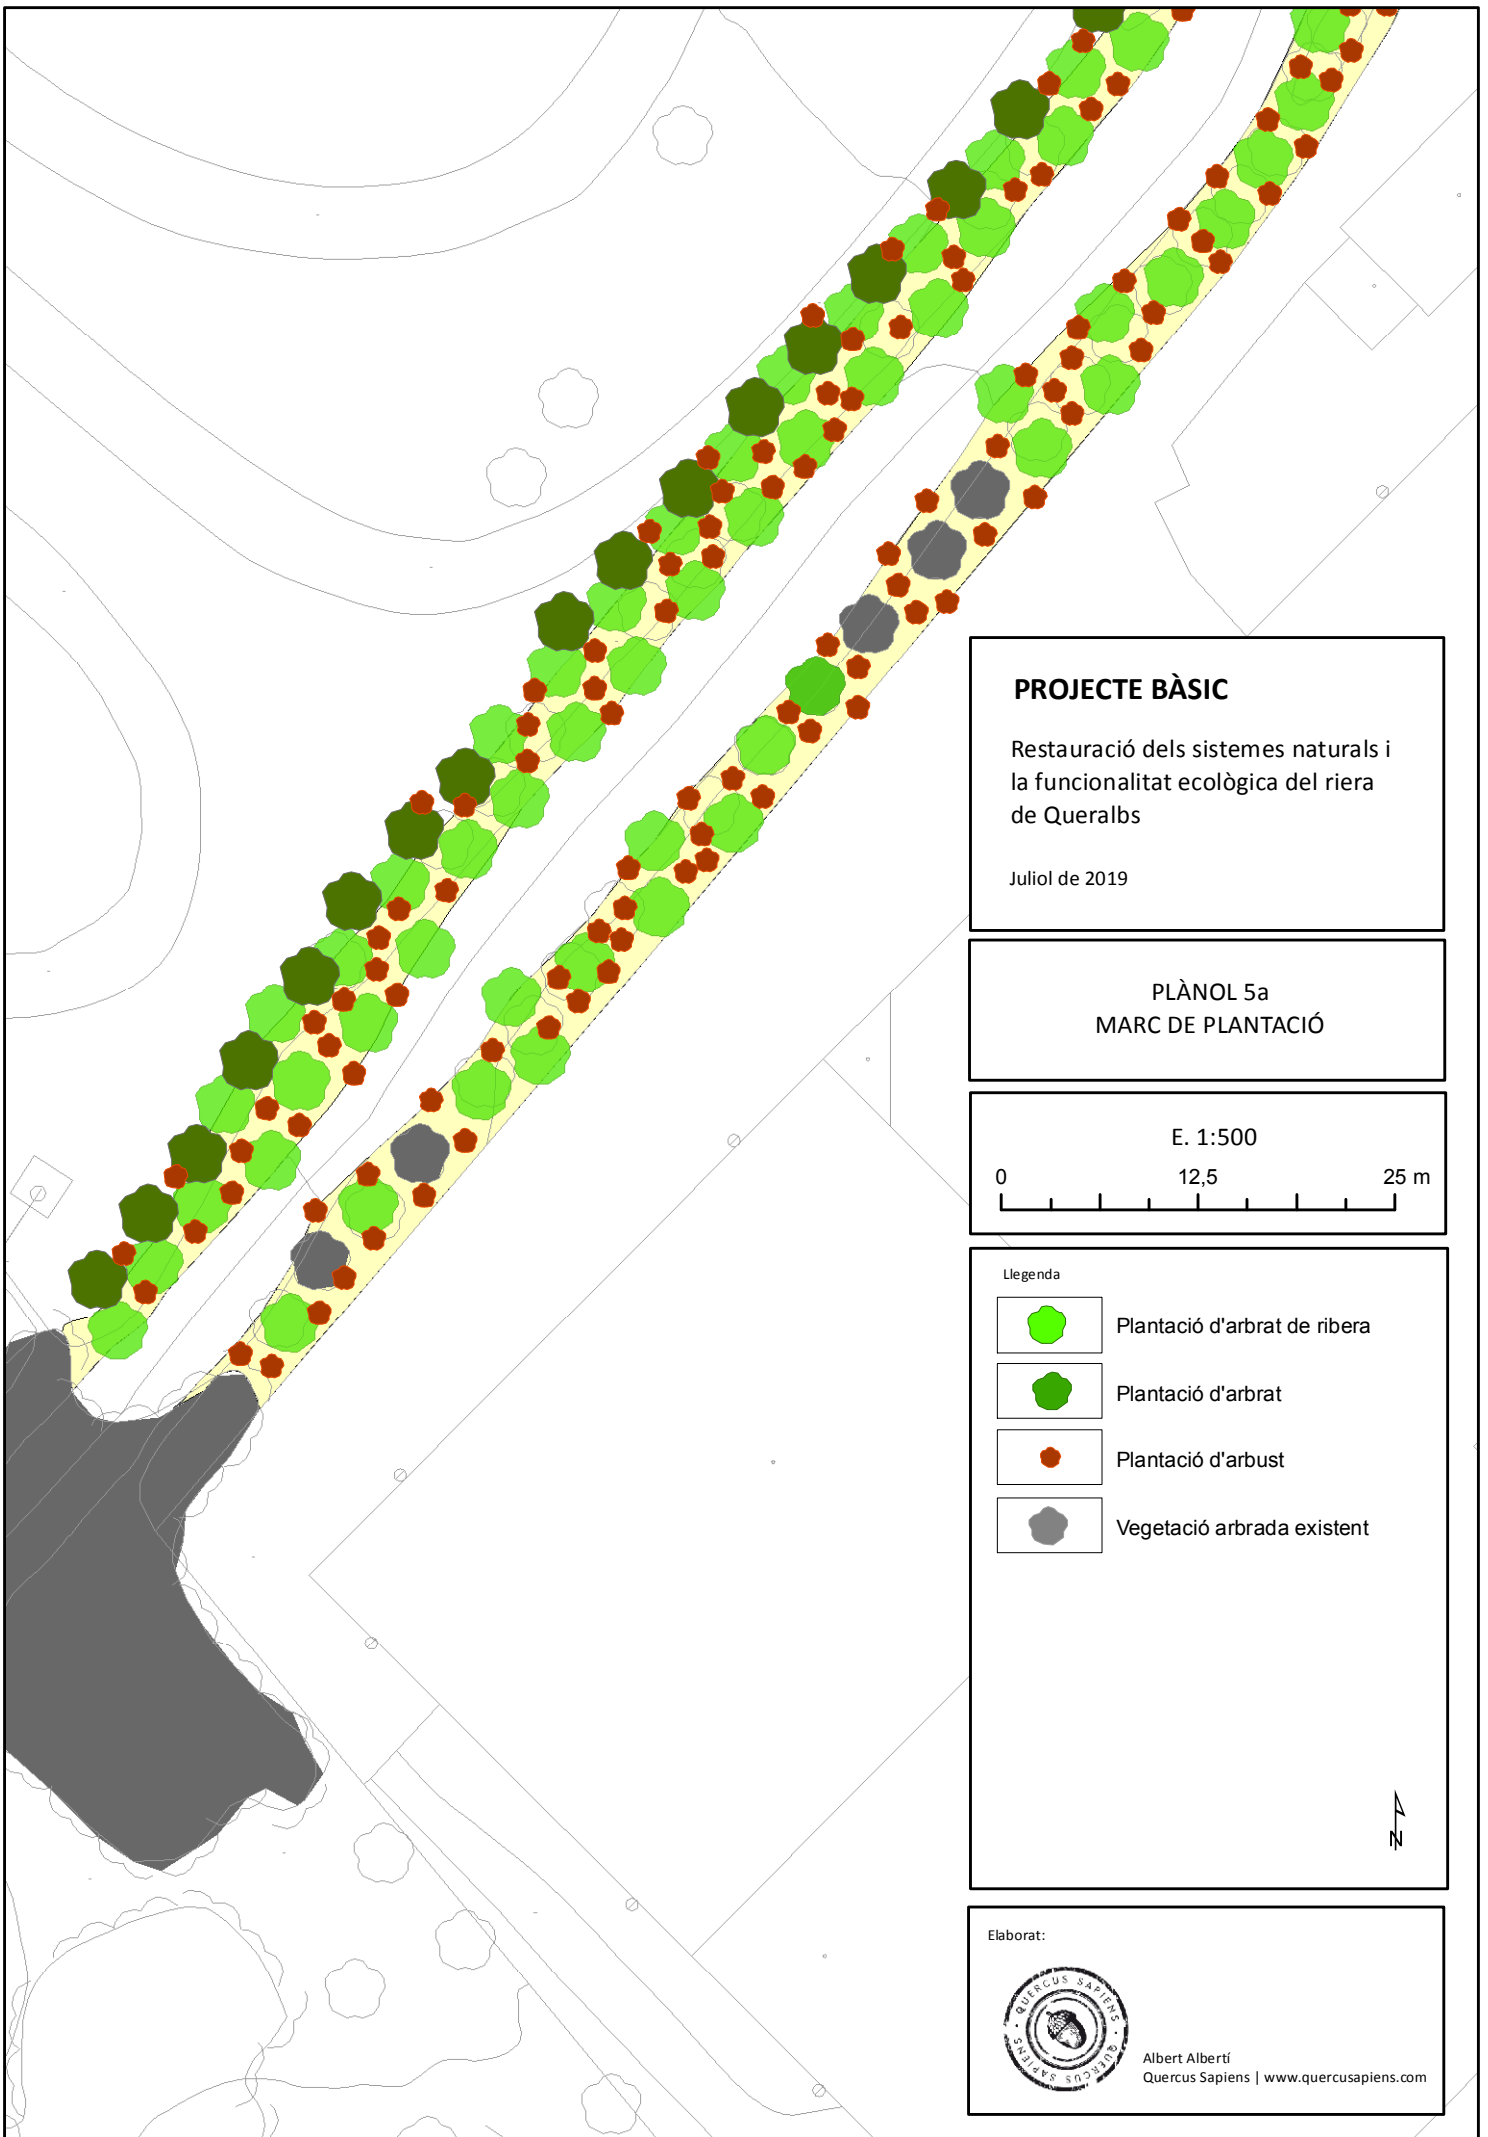 PROJECTE BÀSIC
Restauració dels sistemes naturals i
la funcionalitat ecològica del riera
de Queralbs
Juliol de 2019
PLÀNOL 5a
MARC DE PLANTACIÓ
E. 1:500
0 12,5 25 m
Llegenda
Plantació d'arbrat de ribera
Plantació d'arbrat
Plantació d'arbust
Vegetació arbrada existent
N
Elaborat:
QUERCUS SAPIENS · QUERCUS SAPIENS ·
Albert Albertí
Quercus Sapiens | www.quercusapiens.com